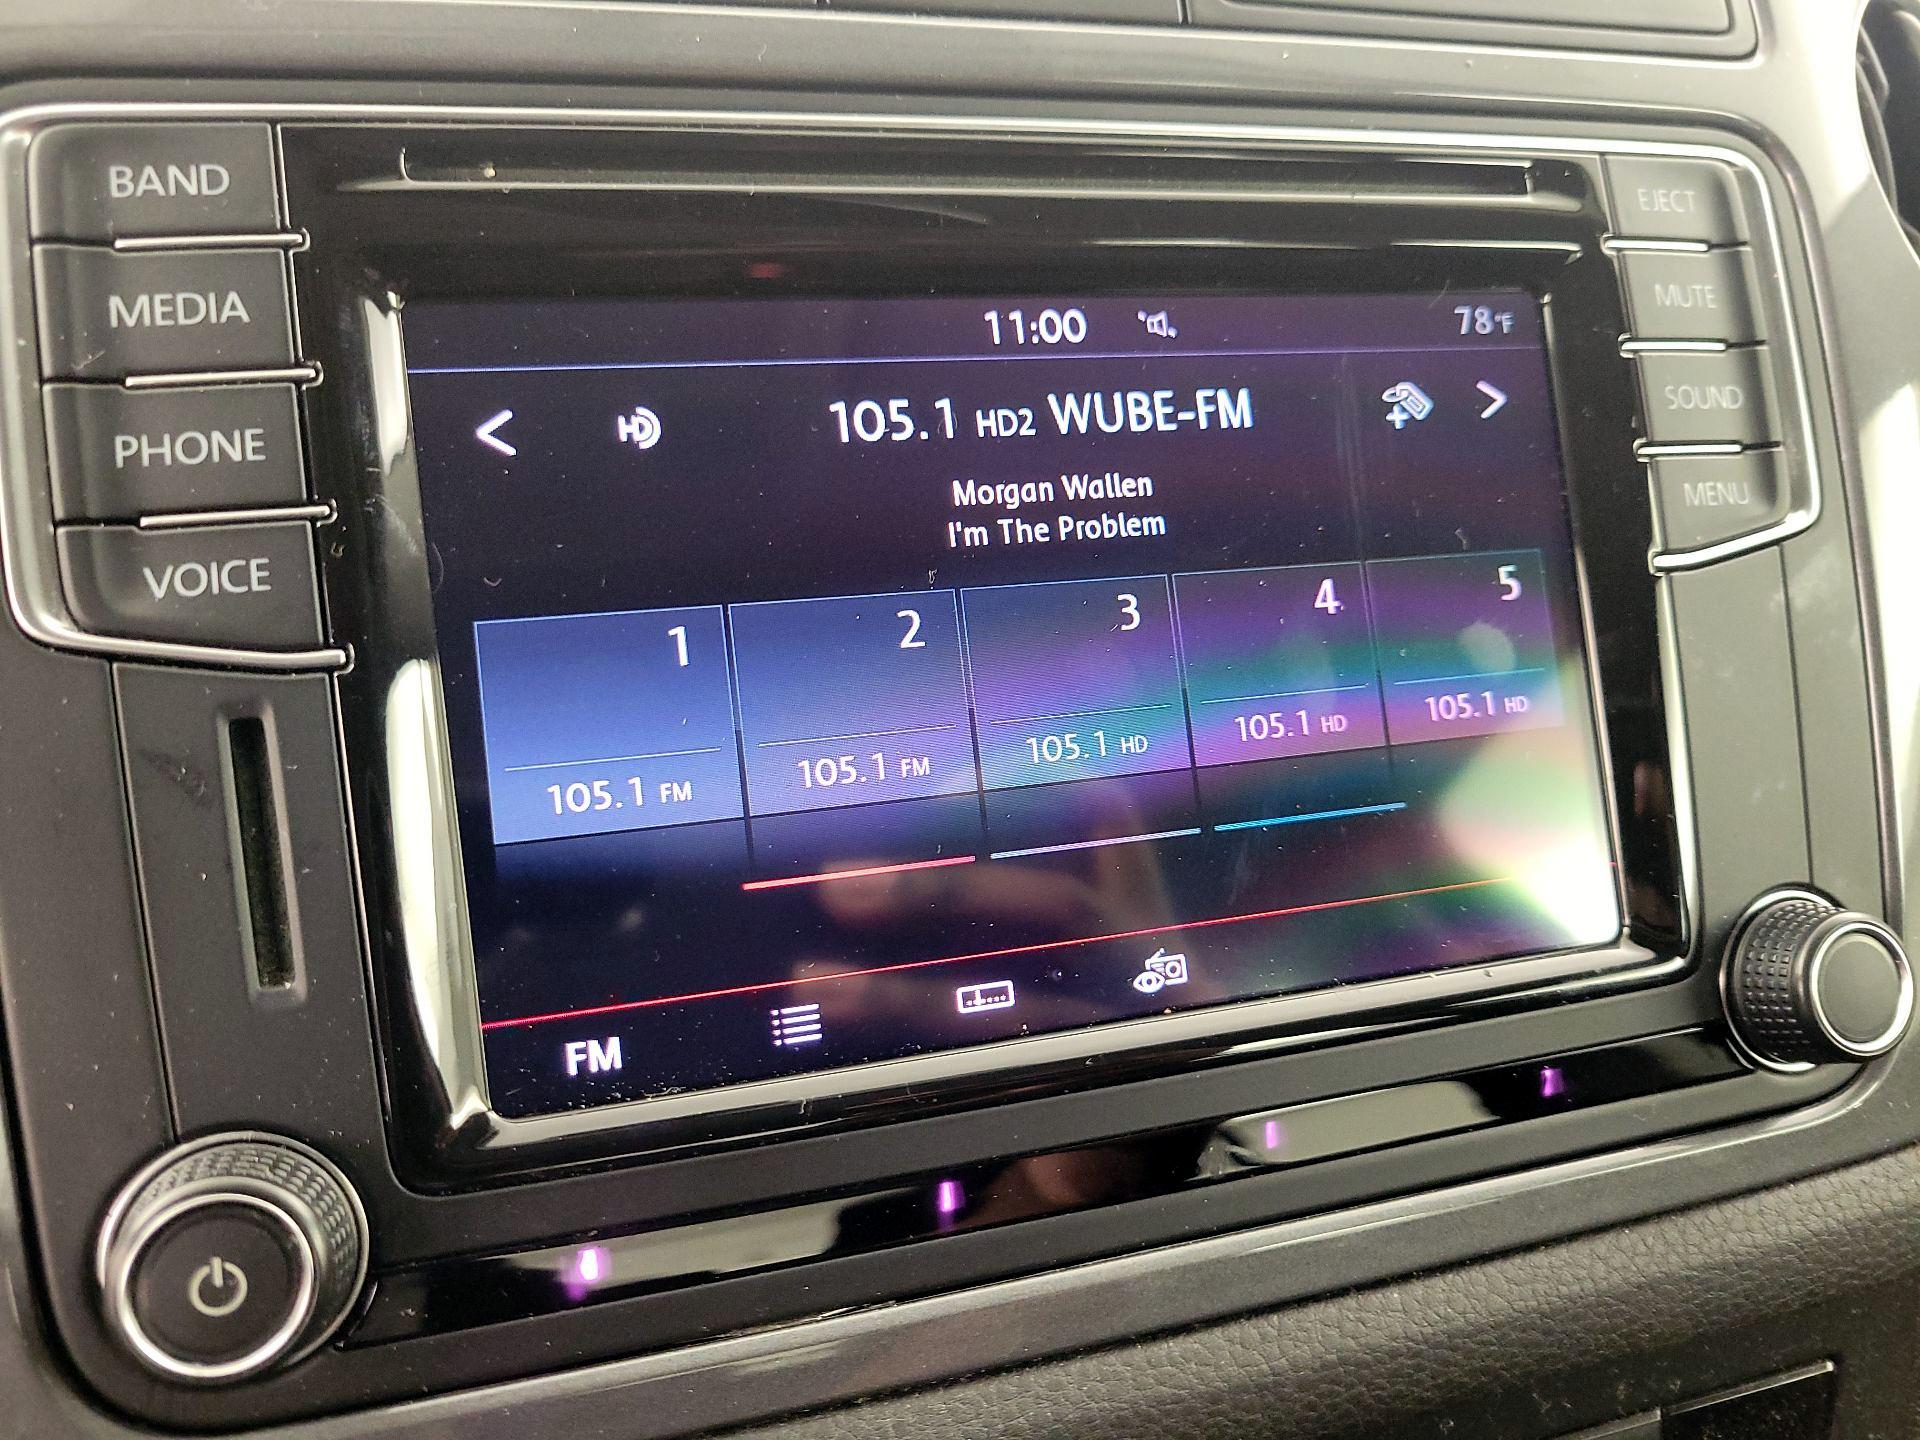 BAND
MEDIA
PHONE
VOICE
EJECT
MUTE
SOUND
MENU
11:00
78°F
< HD 105.1 HD2 WUBE-FM >
Morgan Wallen
I'm The Problem
1 2 3 4 5
105.1 FM 105.1 FM 105.1 HD 105.1 HD 105.1 HD
FM